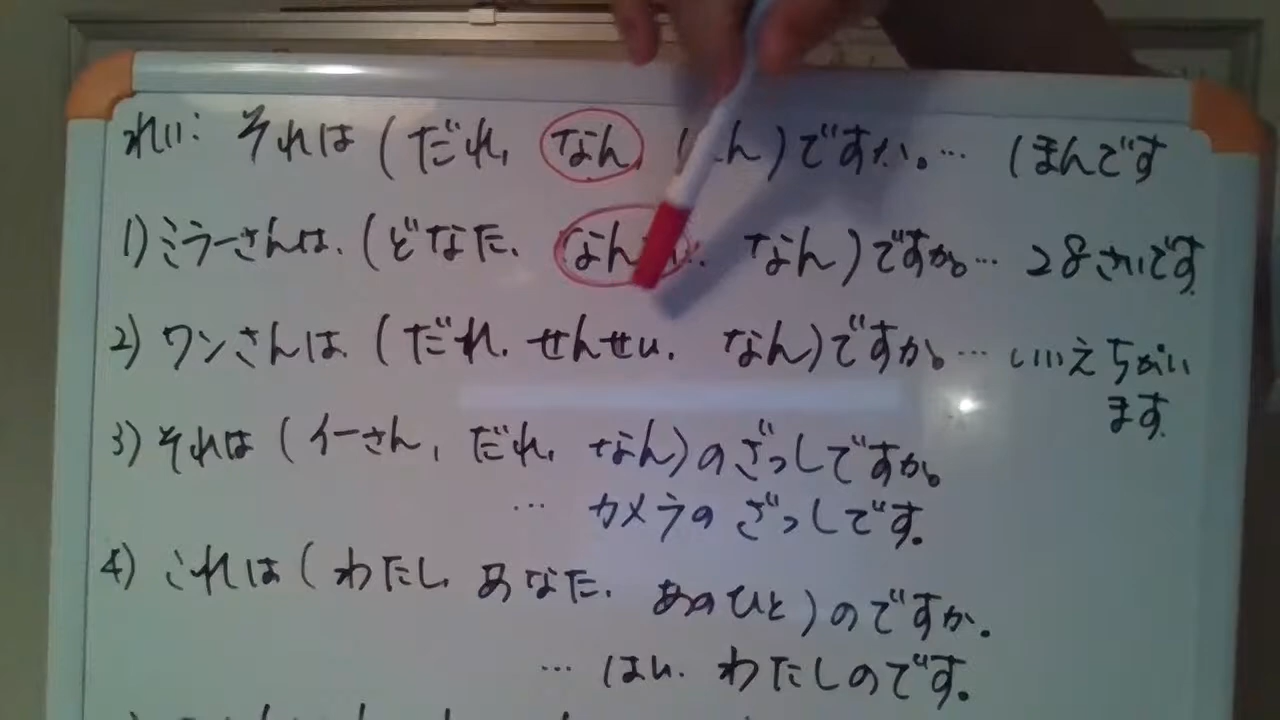 れい: それは (だれ, なん, ほん)ですか。… ほんです
1) ミラーさんは、(どなた、なんさい、なん)ですか。… 28さいです。
2) ワンさんは (だれ、せんせい、なん)ですか。… いいえちがい
ます。
3) それは (イーさん, だれ, なん)のざっしですか。
… カメラのざっしです。
4) これは (わたし、あなた、あのひと)のですか。
… はい、わたしのです。